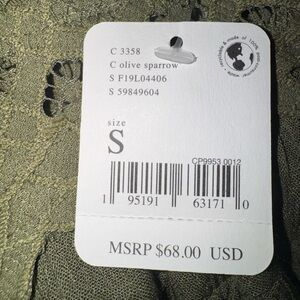 C 3358
C olive sparrow
S F19L04406
S 59849604
size
S
CP9953 0012
1 95191 63171 0
MSRP $68.00 USD